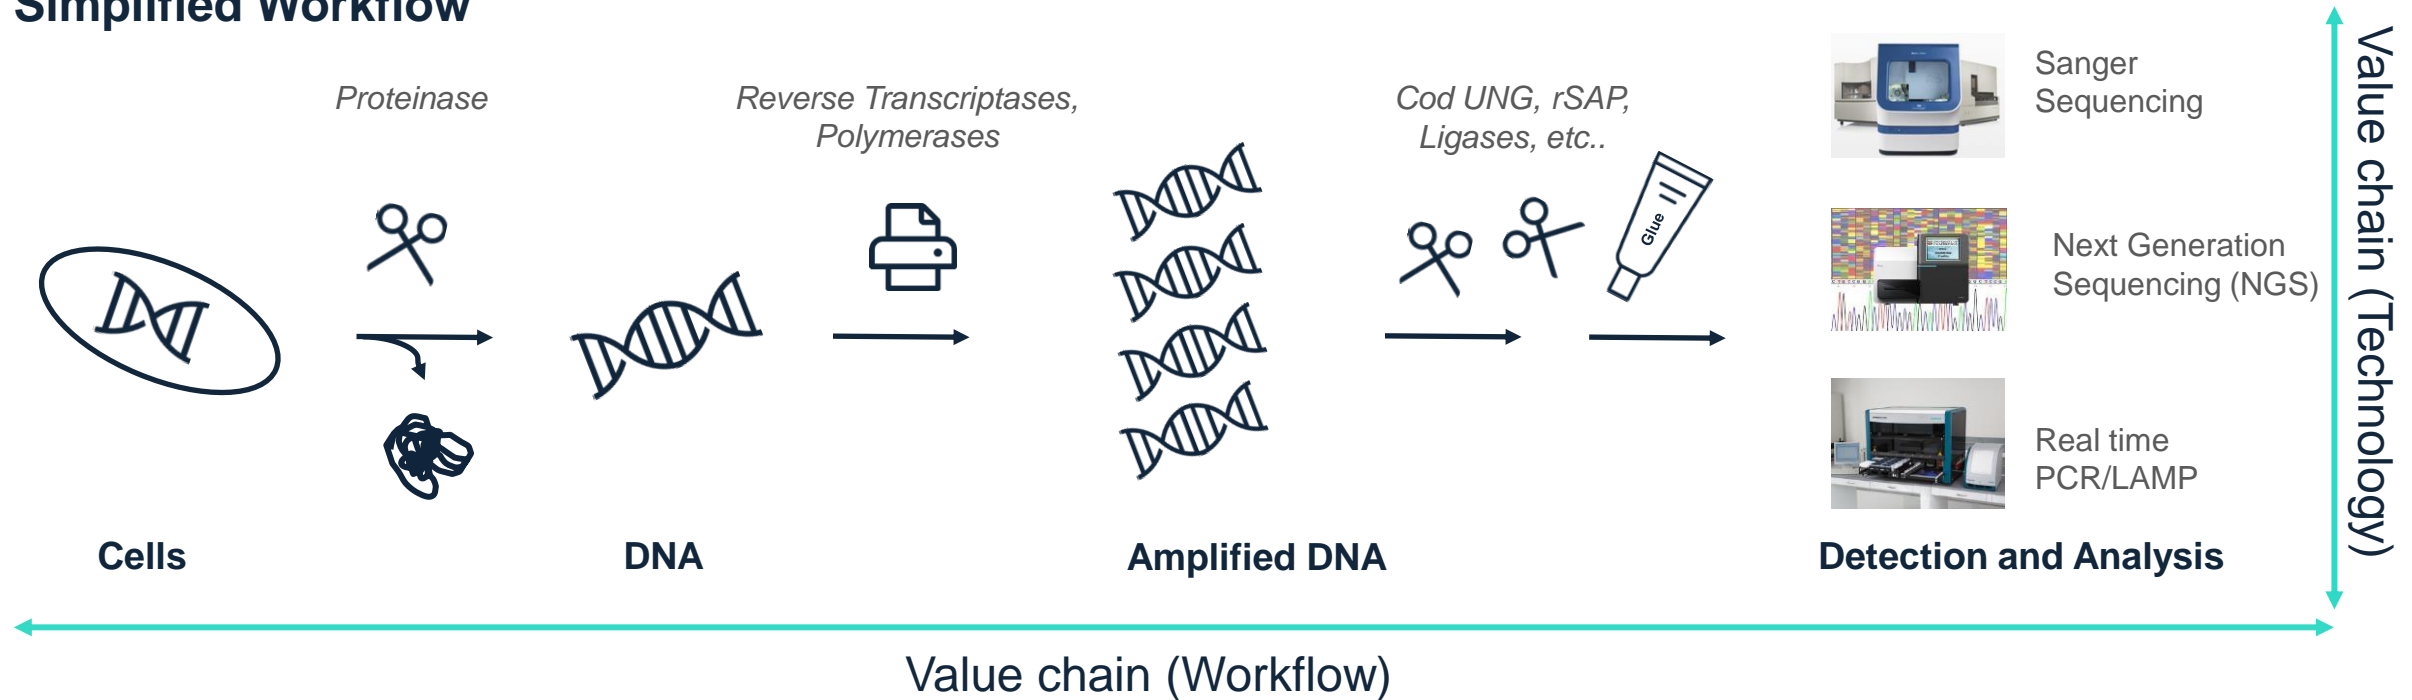 Simplified Workflow
Proteinase
Reverse Transcriptases,
Polymerases
Cod UNG, rSAP,
Ligases, etc..
Glue
Sanger
Sequencing
Next Generation
Sequencing (NGS)
Real time
PCR/LAMP
Cells
DNA
Amplified DNA
Detection and Analysis
Value chain (Technology)
Value chain (Workflow)